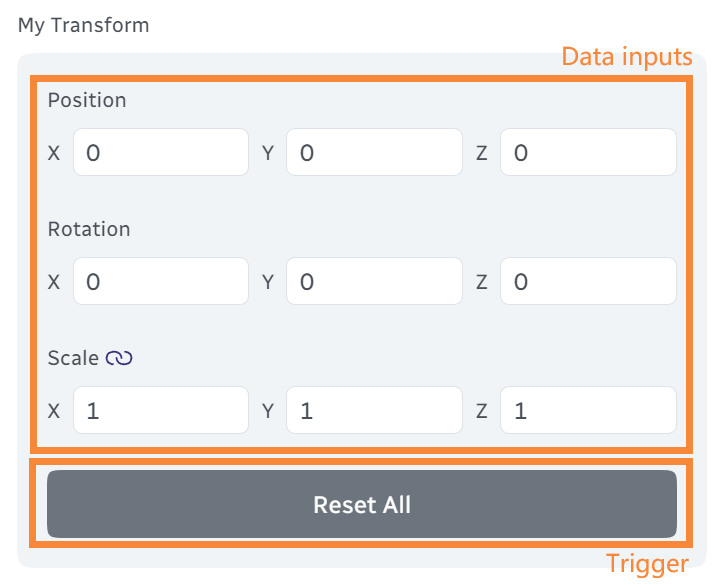 My Transform
Data inputs
Position
X 0 Y 0 Z 0
Rotation
X 0 Y 0 Z 0
Scale
X 1 Y 1 Z 1
Reset All
Trigger